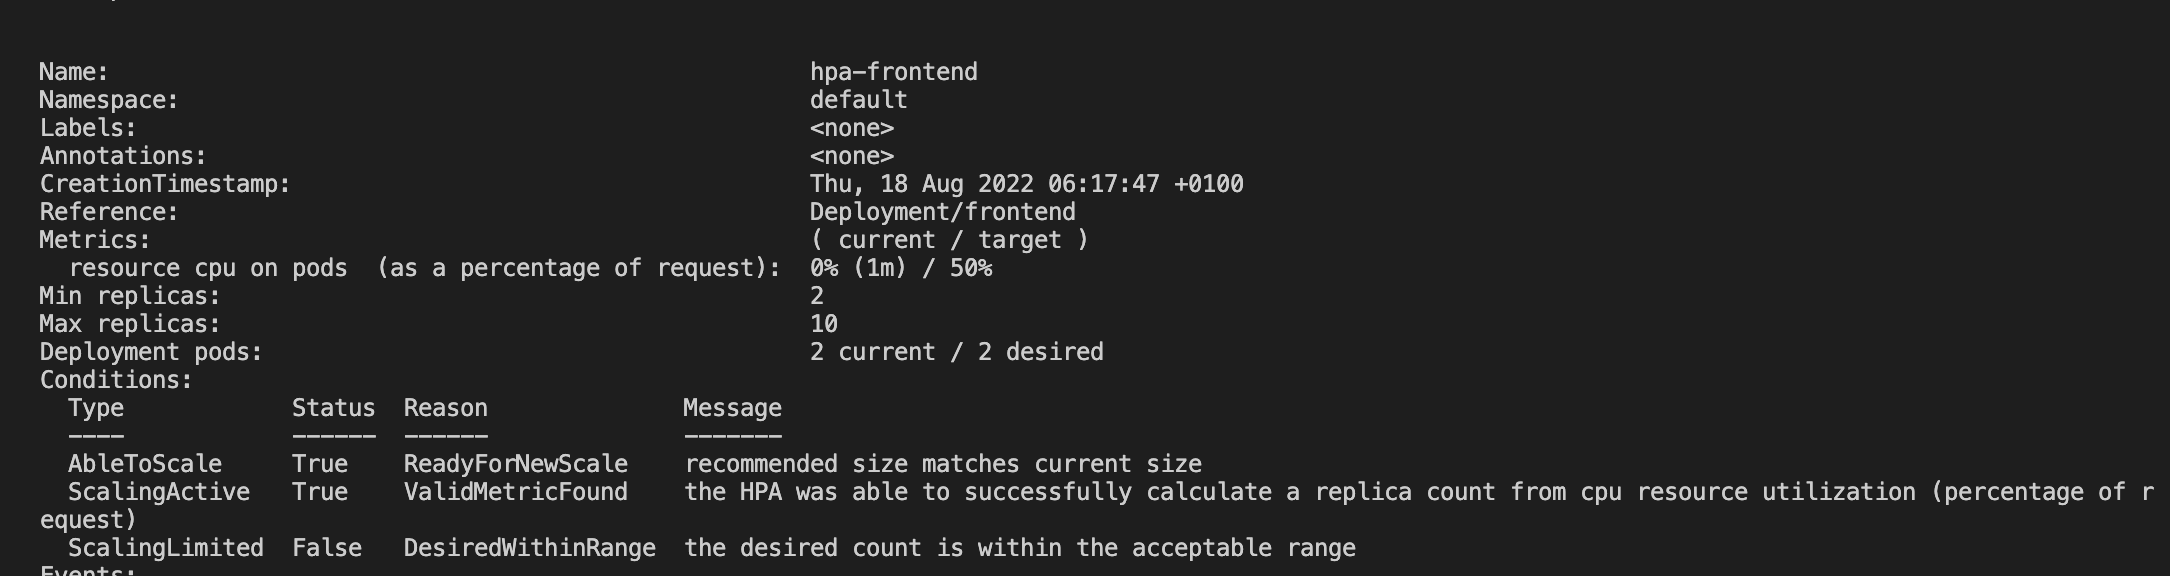 Name: hpa-frontend
Namespace: default
Labels: <none>
Annotations: <none>
CreationTimestamp: Thu, 18 Aug 2022 06:17:47 +0100
Reference: Deployment/frontend
Metrics: ( current / target )
resource cpu on pods (as a percentage of request): 0% (1m) / 50%
Min replicas: 2
Max replicas: 10
Deployment pods: 2 current / 2 desired
Conditions:
Type Status Reason Message
---- ------ ------ -------
AbleToScale True ReadyForNewScale recommended size matches current size
ScalingActive True ValidMetricFound the HPA was able to successfully calculate a replica count from cpu resource utilization (percentage of r
equest)
ScalingLimited False DesiredWithinRange the desired count is within the acceptable range
Events: